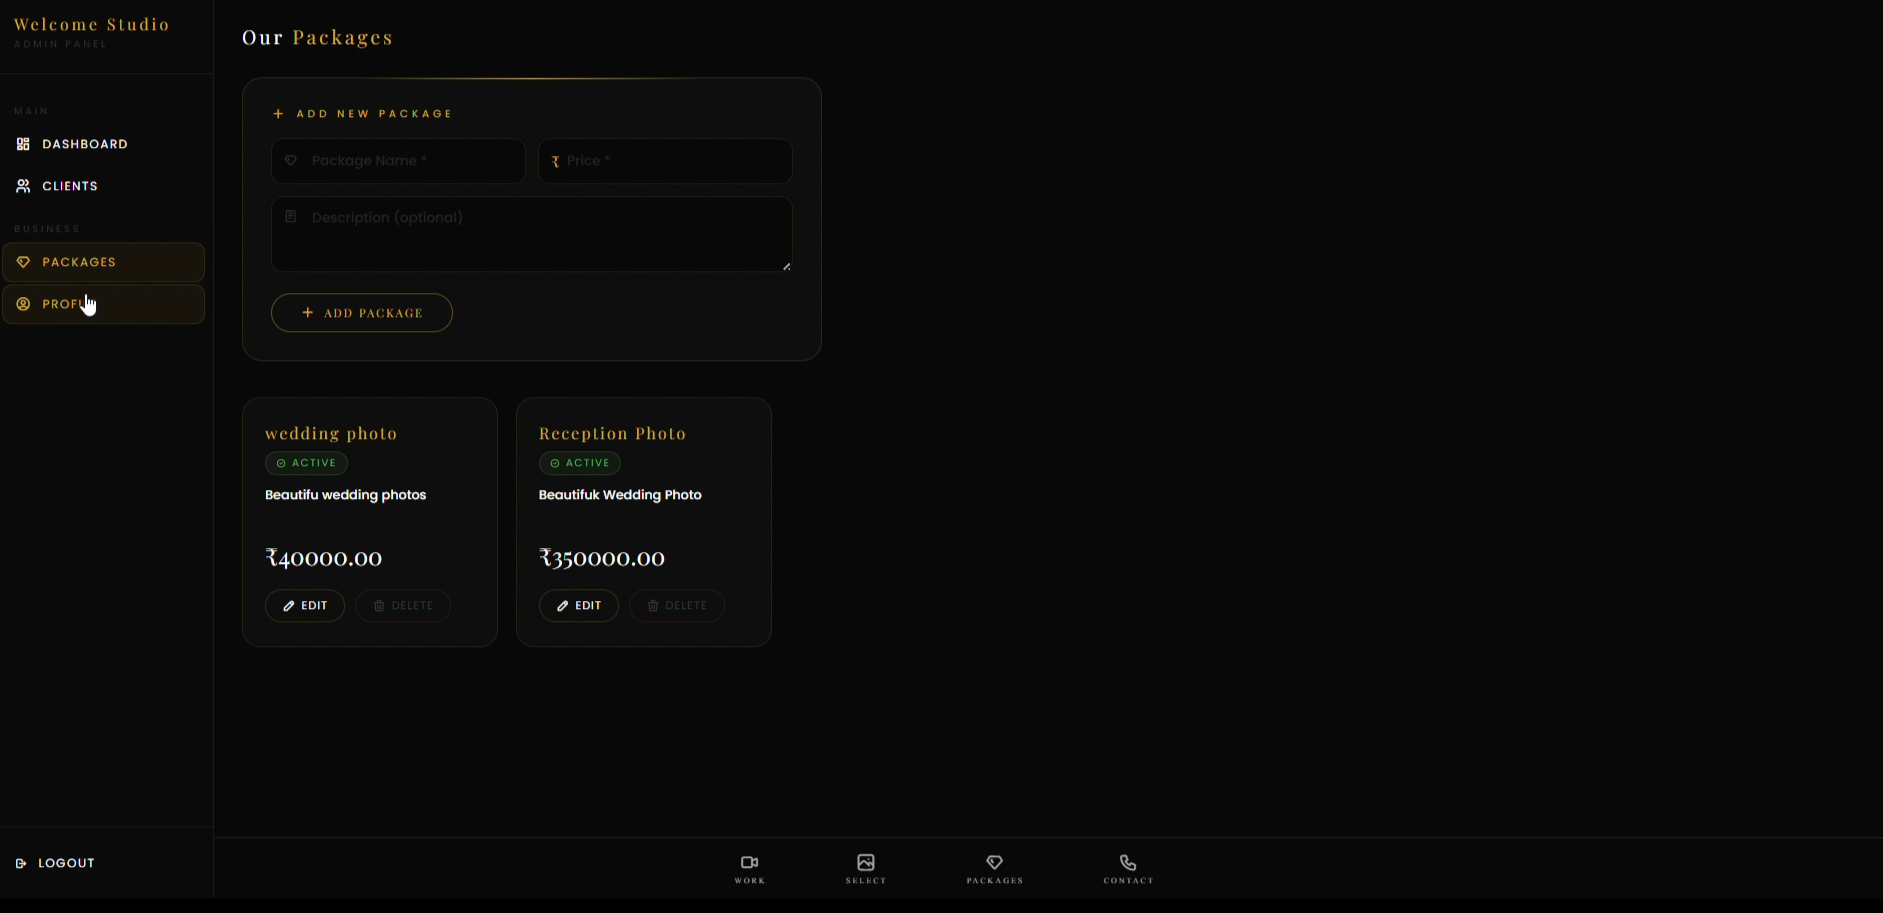 Welcome Studio
ADMIN PANEL
MAIN
DASHBOARD
CLIENTS
BUSINESS
PACKAGES
LOGOUT
Our Packages
+ ADD NEW PACKAGE
Package Name *
₹ Price *
Description (optional)
+ ADD PACKAGE
wedding photo
ACTIVE
Beautifu wedding photos
₹40000.00
EDIT
DELETE
Reception Photo
ACTIVE
Beautifuk Wedding Photo
₹350000.00
EDIT
DELETE
WORK
SELECT
PACKAGES
CONTACT